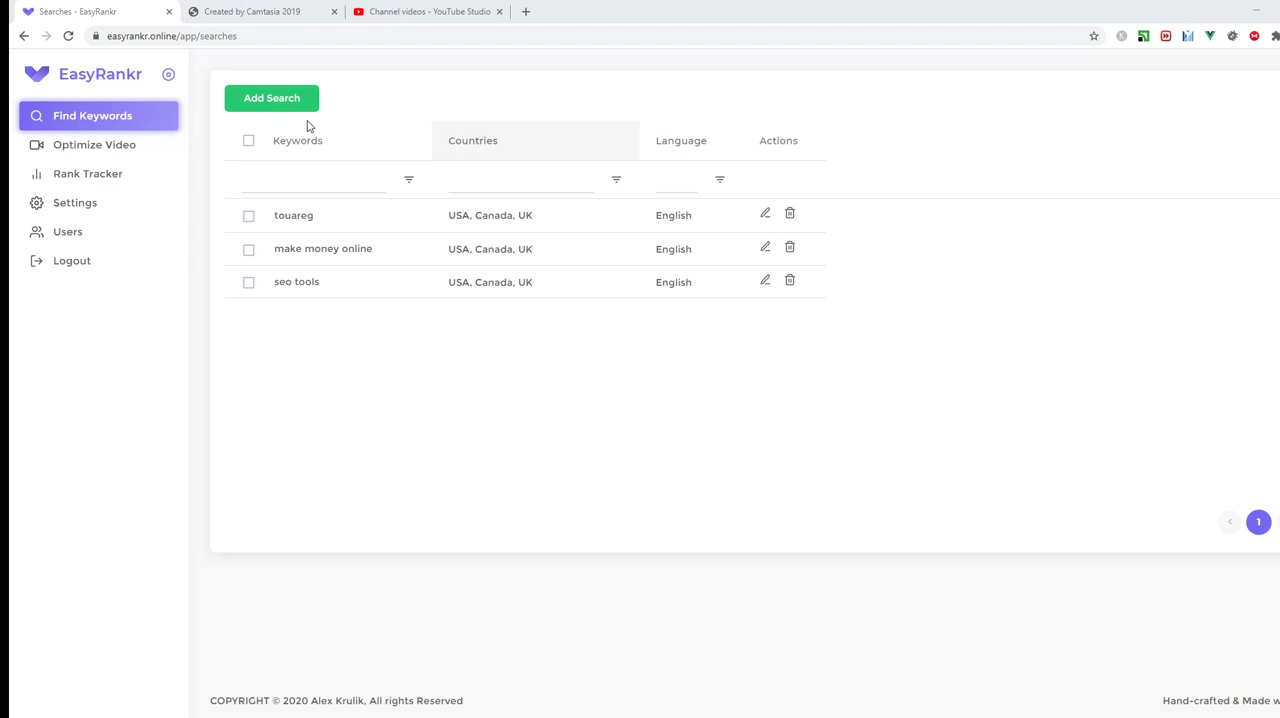 Searches - EasyRankr
Created by Camtasia 2019
Channel videos - YouTube Studio
easyrankr.online/app/searches
EasyRankr
Find Keywords
Optimize Video
Rank Tracker
Settings
Users
Logout
Add Search
Keywords Countries Language Actions
touareg USA, Canada, UK English
make money online USA, Canada, UK English
seo tools USA, Canada, UK English
< 1
COPYRIGHT © 2020 Alex Krulik, All rights Reserved
Hand-crafted & Made